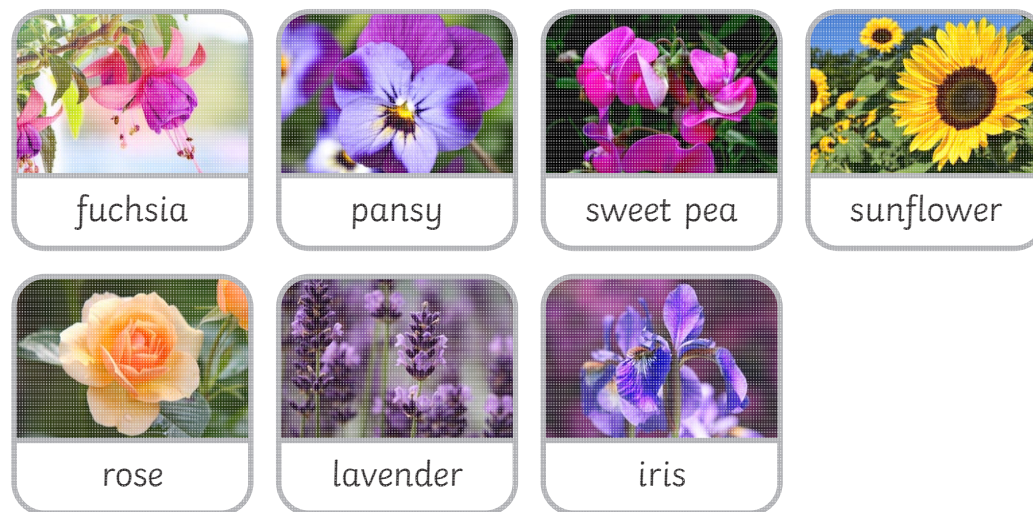 fuchsia
pansy
sweet pea
sunflower
rose
lavender
iris